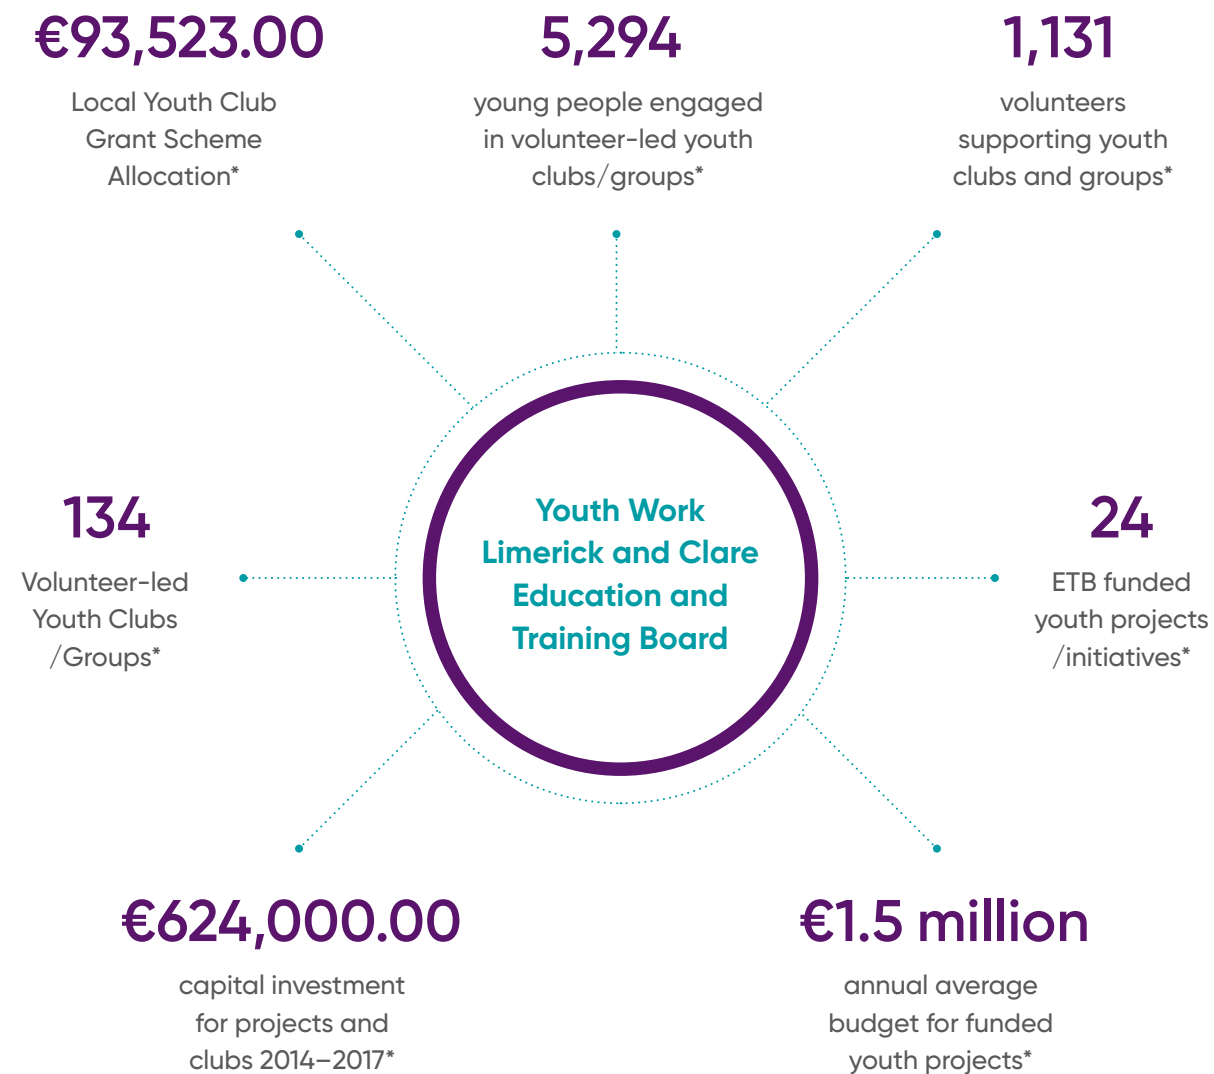 €93,523.00
Local Youth Club
Grant Scheme
Allocation*
5,294
young people engaged
in volunteer-led youth
clubs/groups*
1,131
volunteers
supporting youth
clubs and groups*
134
Volunteer-led
Youth Clubs
/Groups*
Youth Work
Limerick and Clare
Education and
Training Board
24
ETB funded
youth projects
/initiatives*
€624,000.00
capital investment
for projects and
clubs 2014–2017*
€1.5 million
annual average
budget for funded
youth projects*